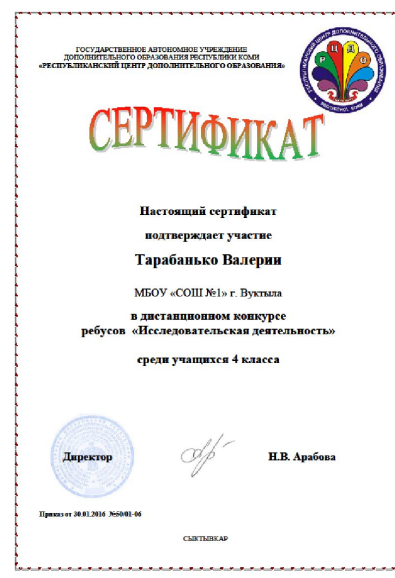 ГОСУДАРСТВЕННОЕ АВТОНОМНОЕ УЧРЕЖДЕНИЕ
ДОПОЛНИТЕЛЬНОГО ОБРАЗОВАНИЯ РЕСПУБЛИКИ КОМИ
«РЕСПУБЛИКАНСКИЙ ЦЕНТР ДОПОЛНИТЕЛЬНОГО ОБРАЗОВАНИЯ»
РЦДО
СЕРТИФИКАТ
Настоящий сертификат
подтверждает участие
Тарабанько Валерии
МБОУ «СОШ №1» г. Вуктыла
в дистанционном конкурсе
ребусов «Исследовательская деятельность»
среди учащихся 4 класса
Директор
Н.В. Арабова
Приказ от 30.01.2016 №50/01-06
СЫКТЫВКАР